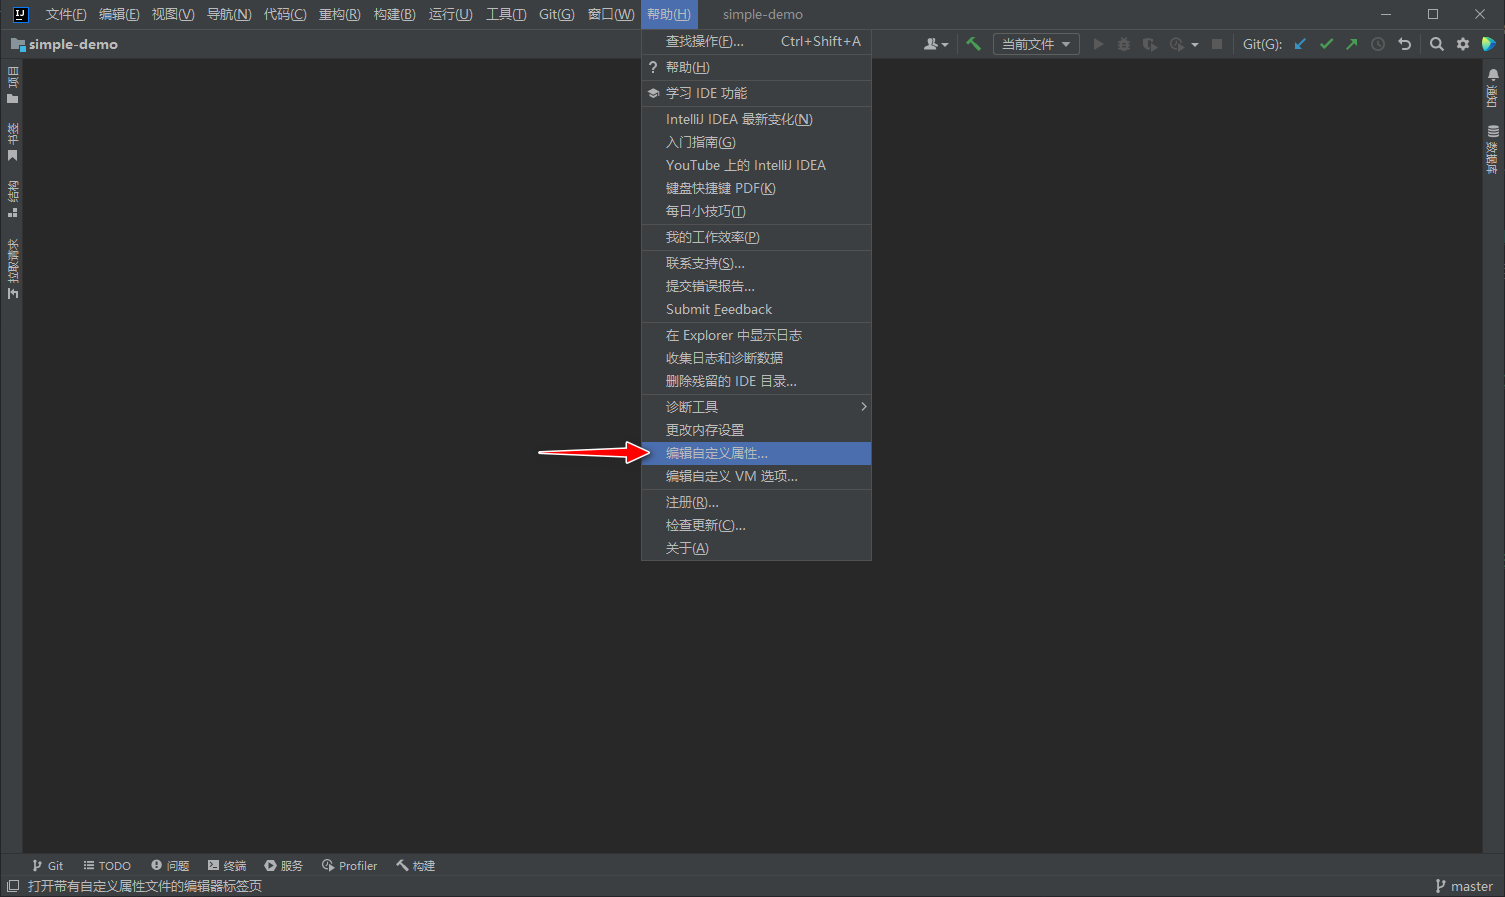 IJ 文件(F) 编辑(E) 视图(V) 导航(N) 代码(C) 重构(R) 构建(B) 运行(U) 工具(T) Git(G) 窗口(W) 帮助(H) simple-demo
simple-demo
当前文件
Git(G):
查找操作(F)... Ctrl+Shift+A
? 帮助(H)
学习 IDE 功能
IntelliJ IDEA 最新变化(N)
入门指南(G)
YouTube 上的 IntelliJ IDEA
键盘快捷键 PDF(K)
每日小技巧(T)
我的工作效率(P)
联系支持(S)...
提交错误报告...
Submit Feedback
在 Explorer 中显示日志
收集日志和诊断数据
删除残留的 IDE 目录...
诊断工具
更改内存设置
编辑自定义属性...
编辑自定义 VM 选项...
注册(R)...
检查更新(C)...
关于(A)
项目
书签
结构
拉取请求
通知
数据库
Git TODO 问题 终端 服务 Profiler 构建
打开带有自定义属性文件的编辑器标签页
master